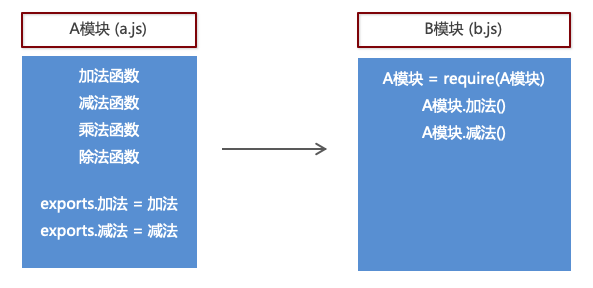 A模块 (a.js)
加法函数
减法函数
乘法函数
除法函数
exports.加法 = 加法
exports.减法 = 减法
B模块 (b.js)
A模块 = require(A模块)
A模块.加法()
A模块.减法()